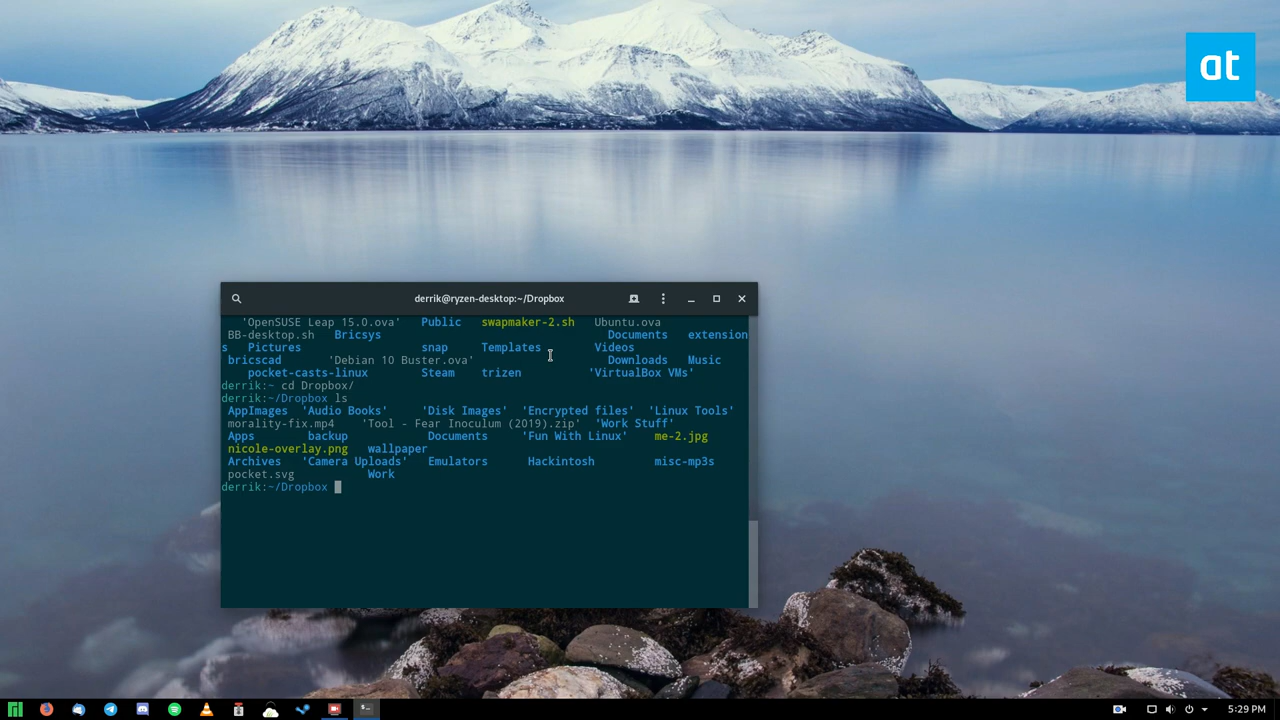 at
derrik@ryzen-desktop:~/Dropbox
'OpenSUSE Leap 15.0.ova' Public swapmaker-2.sh Ubuntu.ova
BB-desktop.sh Bricsys Documents extension
s Pictures snap Templates Videos
bricscad 'Debian 10 Buster.ova' Downloads Music
pocket-casts-linux Steam trizen 'VirtualBox VMs'
derrik:~ cd Dropbox/
derrik:~/Dropbox ls
AppImages 'Audio Books' 'Disk Images' 'Encrypted files' 'Linux Tools'
morality-fix.mp4 'Tool - Fear Inoculum (2019).zip' 'Work Stuff'
Apps backup Documents 'Fun With Linux' me-2.jpg
nicole-overlay.png wallpaper
Archives 'Camera Uploads' Emulators Hackintosh misc-mp3s
pocket.svg Work
derrik:~/Dropbox
5:29 PM